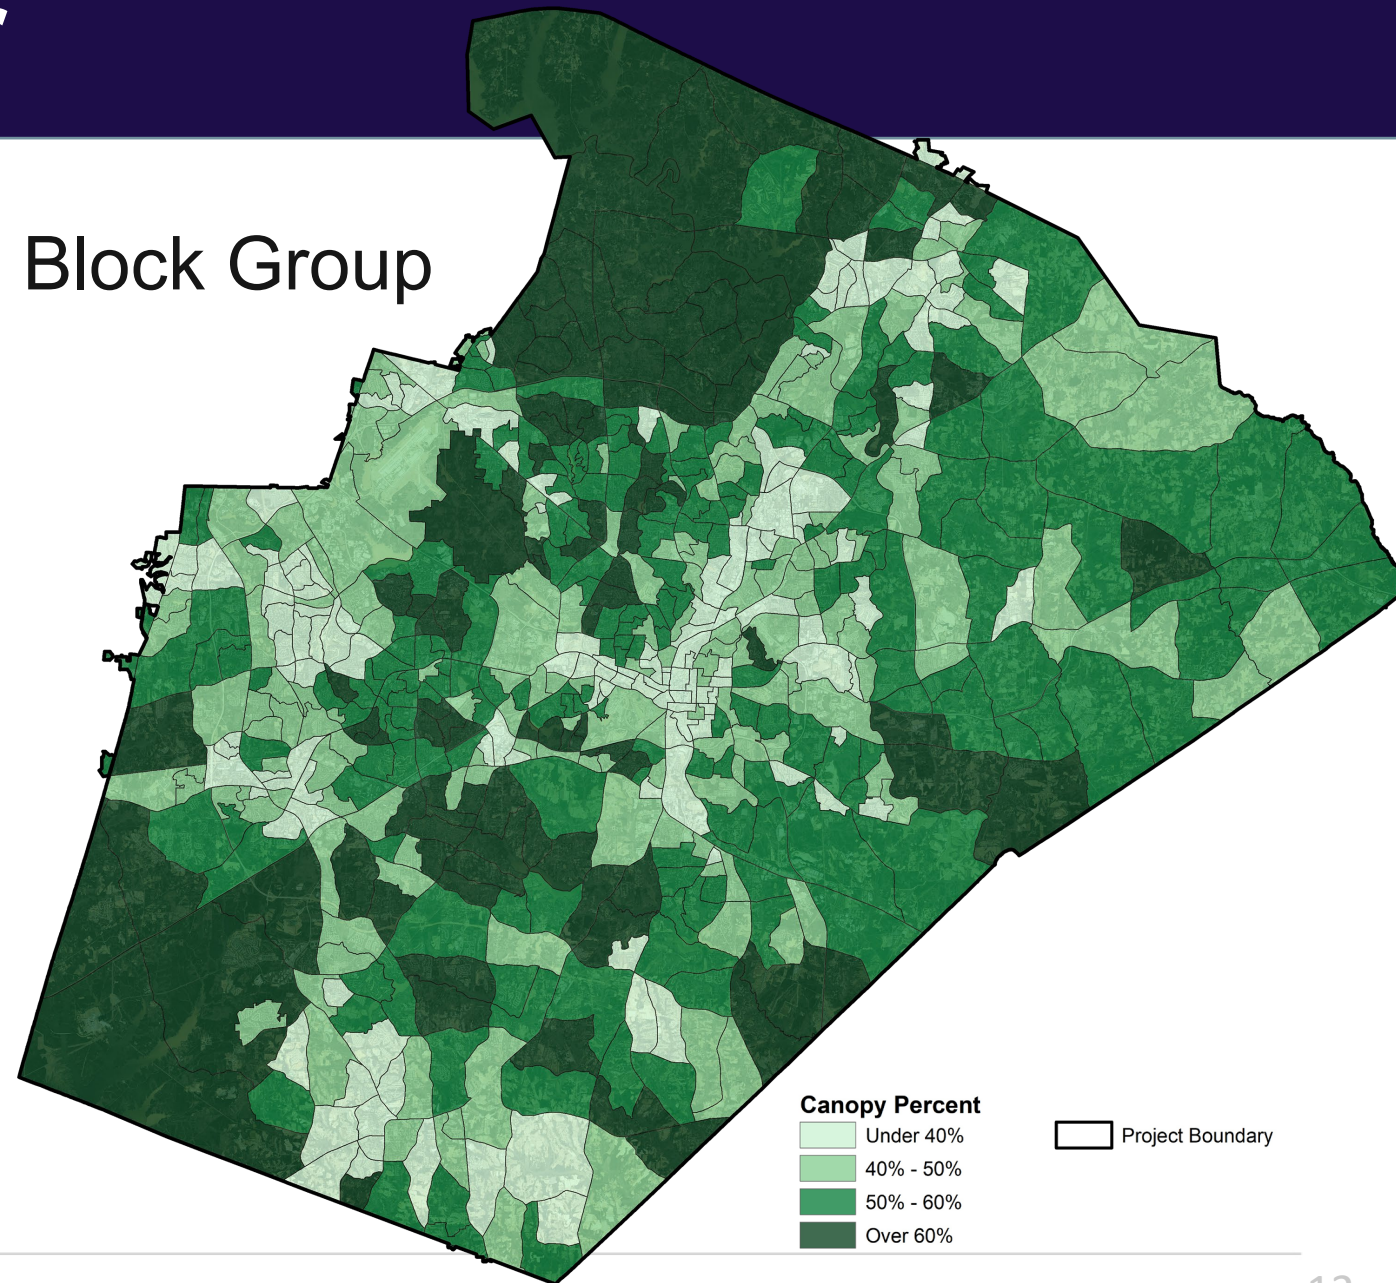 Block Group
Canopy Percent
Under 40%
40% - 50%
50% - 60%
Over 60%
Project Boundary